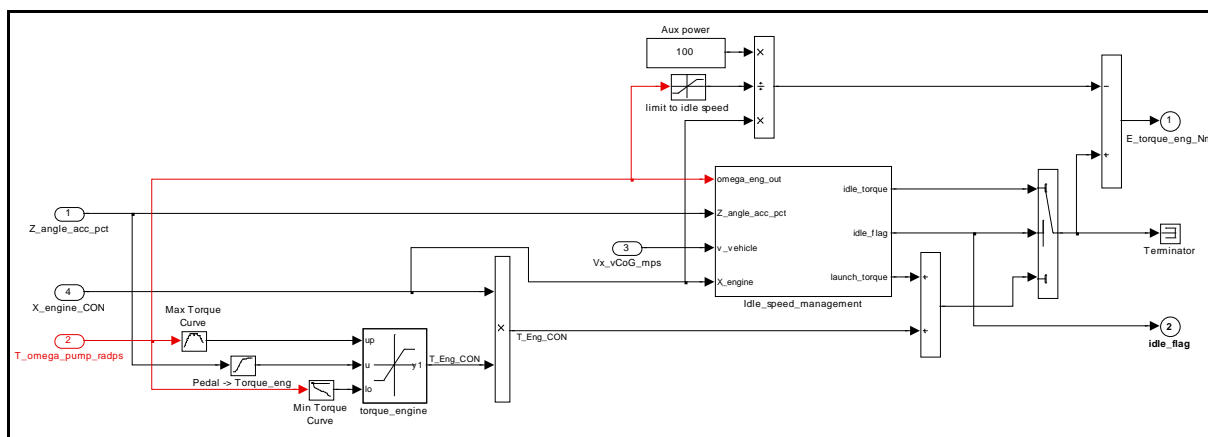 Aux power
100
×
÷
×
limit to idle speed
−
+
1
E_torque_eng_Nm
omega_eng_out
Z_angle_acc_pct
v_vehicle
X_engine
idle_torque
idle_flag
launch_torque
Idle_speed_management
1
Z_angle_acc_pct
3
Vx_vCoG_mps
Terminator
4
X_engine_CON
×
+
+
T_Eng_CON
2
idle_flag
Max Torque
Curve
2
T_omega_pump_radps
up
u
lo
y1
T_Eng_CON
Pedal -> Torque_eng
Min Torque
Curve
torque_engine